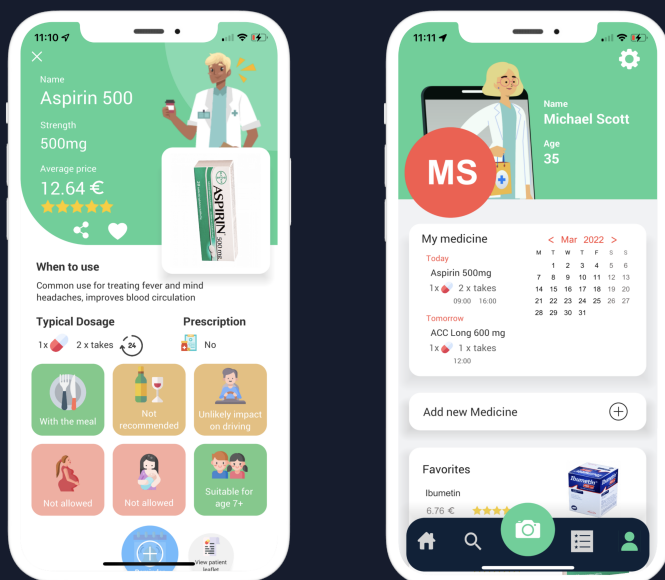 11:10
Name
Aspirin 500
Strength
500mg
Average price
12.64 €
ASPIRIN
500mg
When to use
Common use for treating fever and mind
headaches, improves blood circulation
Typical Dosage
Prescription
1x 2 x takes 24
No
With the meal
Not
recommended
Unlikely impact
on driving
Not allowed
Not allowed
Suitable for
age 7+
View patient
leaflet
11:11
Name
Michael Scott
Age
35
MS
My medicine
< Mar 2022 >
M T W T F S S
1 2 3 4 5 6
7 8 9 10 11 12 13
14 15 16 17 18 19 20
21 22 23 24 25 26 27
28 29 30 31
Today
Aspirin 500mg
1x 2 x takes
09:00 16:00
Tomorrow
ACC Long 600 mg
1x 1 x takes
12:00
Add new Medicine
Favorites
Ibumetin
6.76 €
Ibumetin